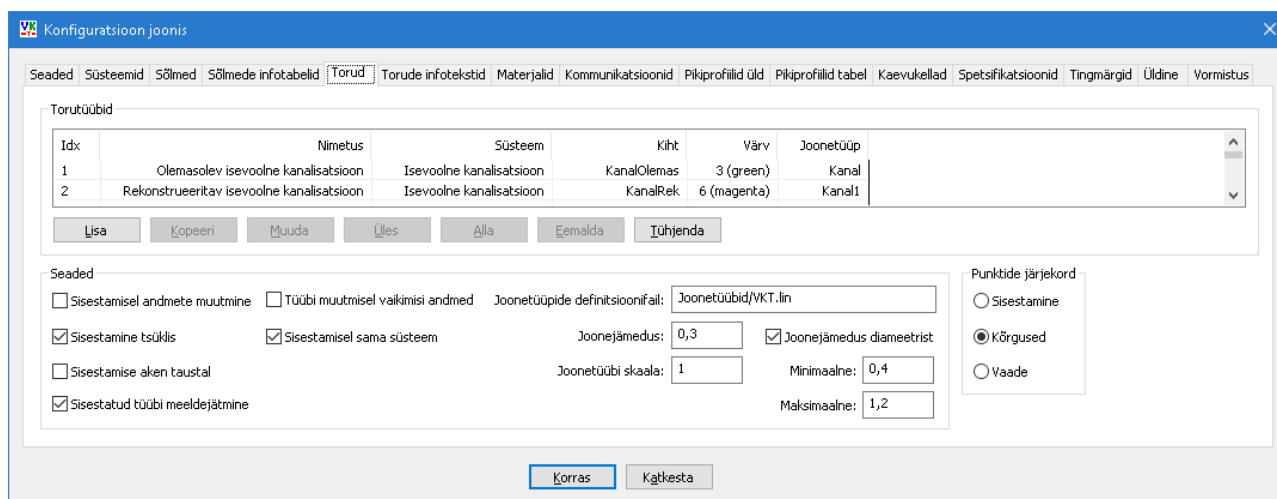 VK Konfiguratsioon joonis
Seaded Süsteemid Sõlmed Sõlmede infotabelid Torud Torude infotekstid Materjalid Kommunikatsioonid Pikiprofiilid üld Pikiprofiilid tabel Kaevukellad Spetsifikatsioonid Tingmärgid Üldine Vormistus
Torutüübid
Idx Nimetus Süsteem Kiht Värv Joonetüüp
1 Olemasolev isevoolne kanalisatsioon Isevoolne kanalisatsioon KanalOlemas 3 (green) Kanal
2 Rekonstrueeritav isevoolne kanalisatsioon Isevoolne kanalisatsioon KanalRek 6 (magenta) Kanal1
Lisa Kopeeri Muuda Üles Alla Eemalda Tühjenda
Seaded Punktide järjekord
Sisestamisel andmete muutmine Tüübi muutmisel vaikimisi andmed Joonetüüpide definitsioonifail: Joonetüübid/VKT.lin Sisestamine
Sisestamine tsüklis Sisestamisel sama süsteem Joonejämedus: 0,3 Joonejämedus diameetrist Kõrgused
Sisestamise aken taustal Joonetüübi skaala: 1 Minimaalne: 0,4 Vaade
Sisestatud tüübi meeldejätmine Maksimaalne: 1,2
Korras Katkesta